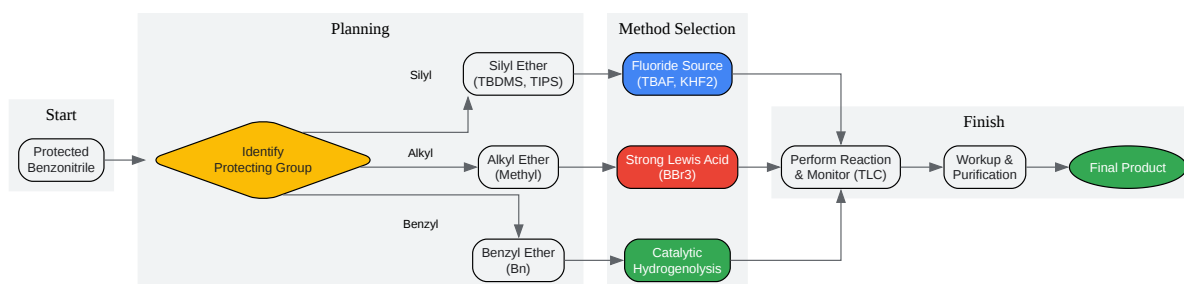 Planning
Method Selection
Silyl
Silyl Ether
(TBDMS, TIPS)
Fluoride Source
(TBAF, KHF2)
Start
Finish
Protected
Benzonitrile
Identify
Protecting Group
Alkyl
Alkyl Ether
(Methyl)
Strong Lewis Acid
(BBr3)
Perform Reaction
& Monitor (TLC)
Workup &
Purification
Final Product
Benzyl
Benzyl Ether
(Bn)
Catalytic
Hydrogenolysis